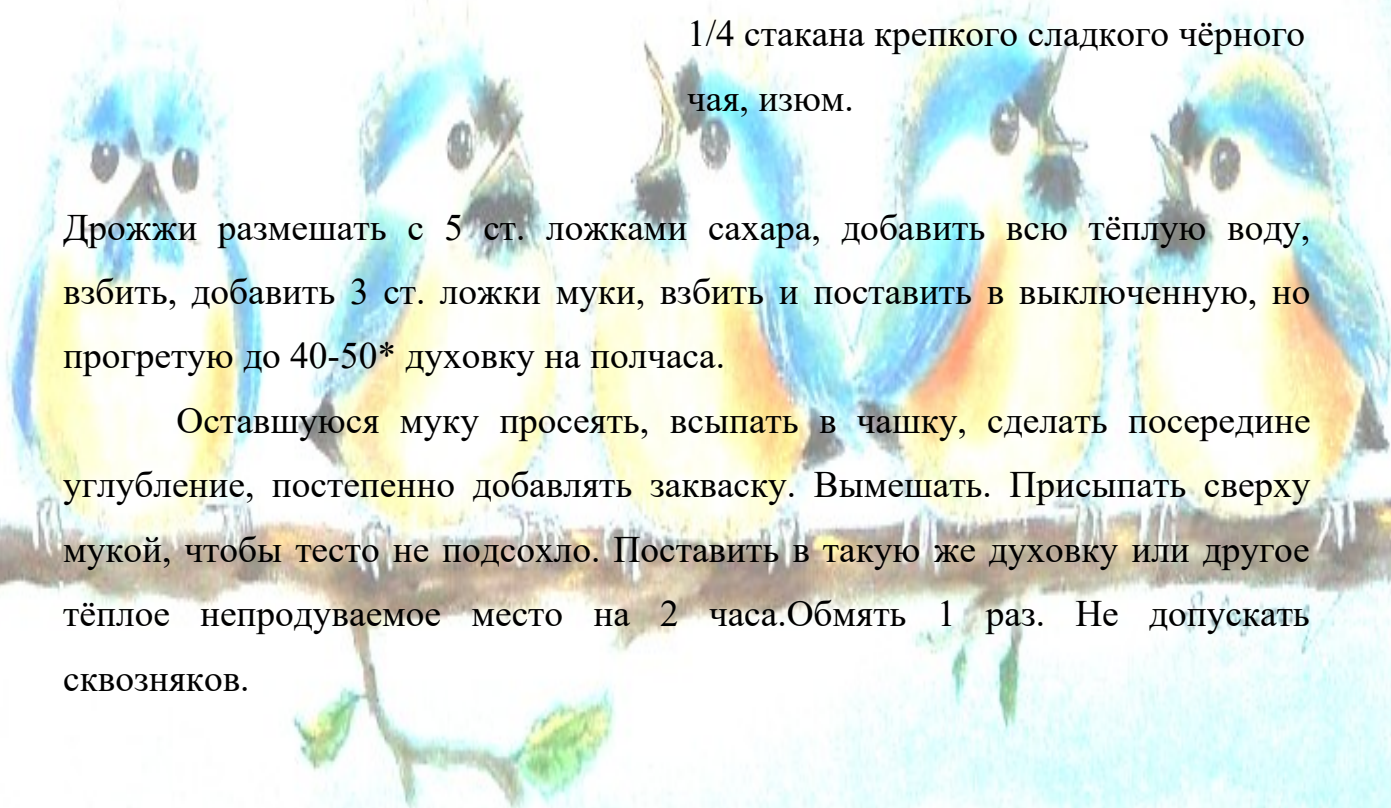 1/4 стакана крепкого сладкого чёрного
чая, изюм.
Дрожжи размешать с 5 ст. ложками сахара, добавить всю тёплую воду,
взбить, добавить 3 ст. ложки муки, взбить и поставить в выключенную, но
прогретую до 40-50* духовку на полчаса.
Оставшуюся муку просеять, всыпать в чашку, сделать посередине
углубление, постепенно добавлять закваску. Вымешать. Присыпать сверху
мукой, чтобы тесто не подсохло. Поставить в такую же духовку или другое
тёплое непродуваемое место на 2 часа.Обмять 1 раз. Не допускать
сквозняков.